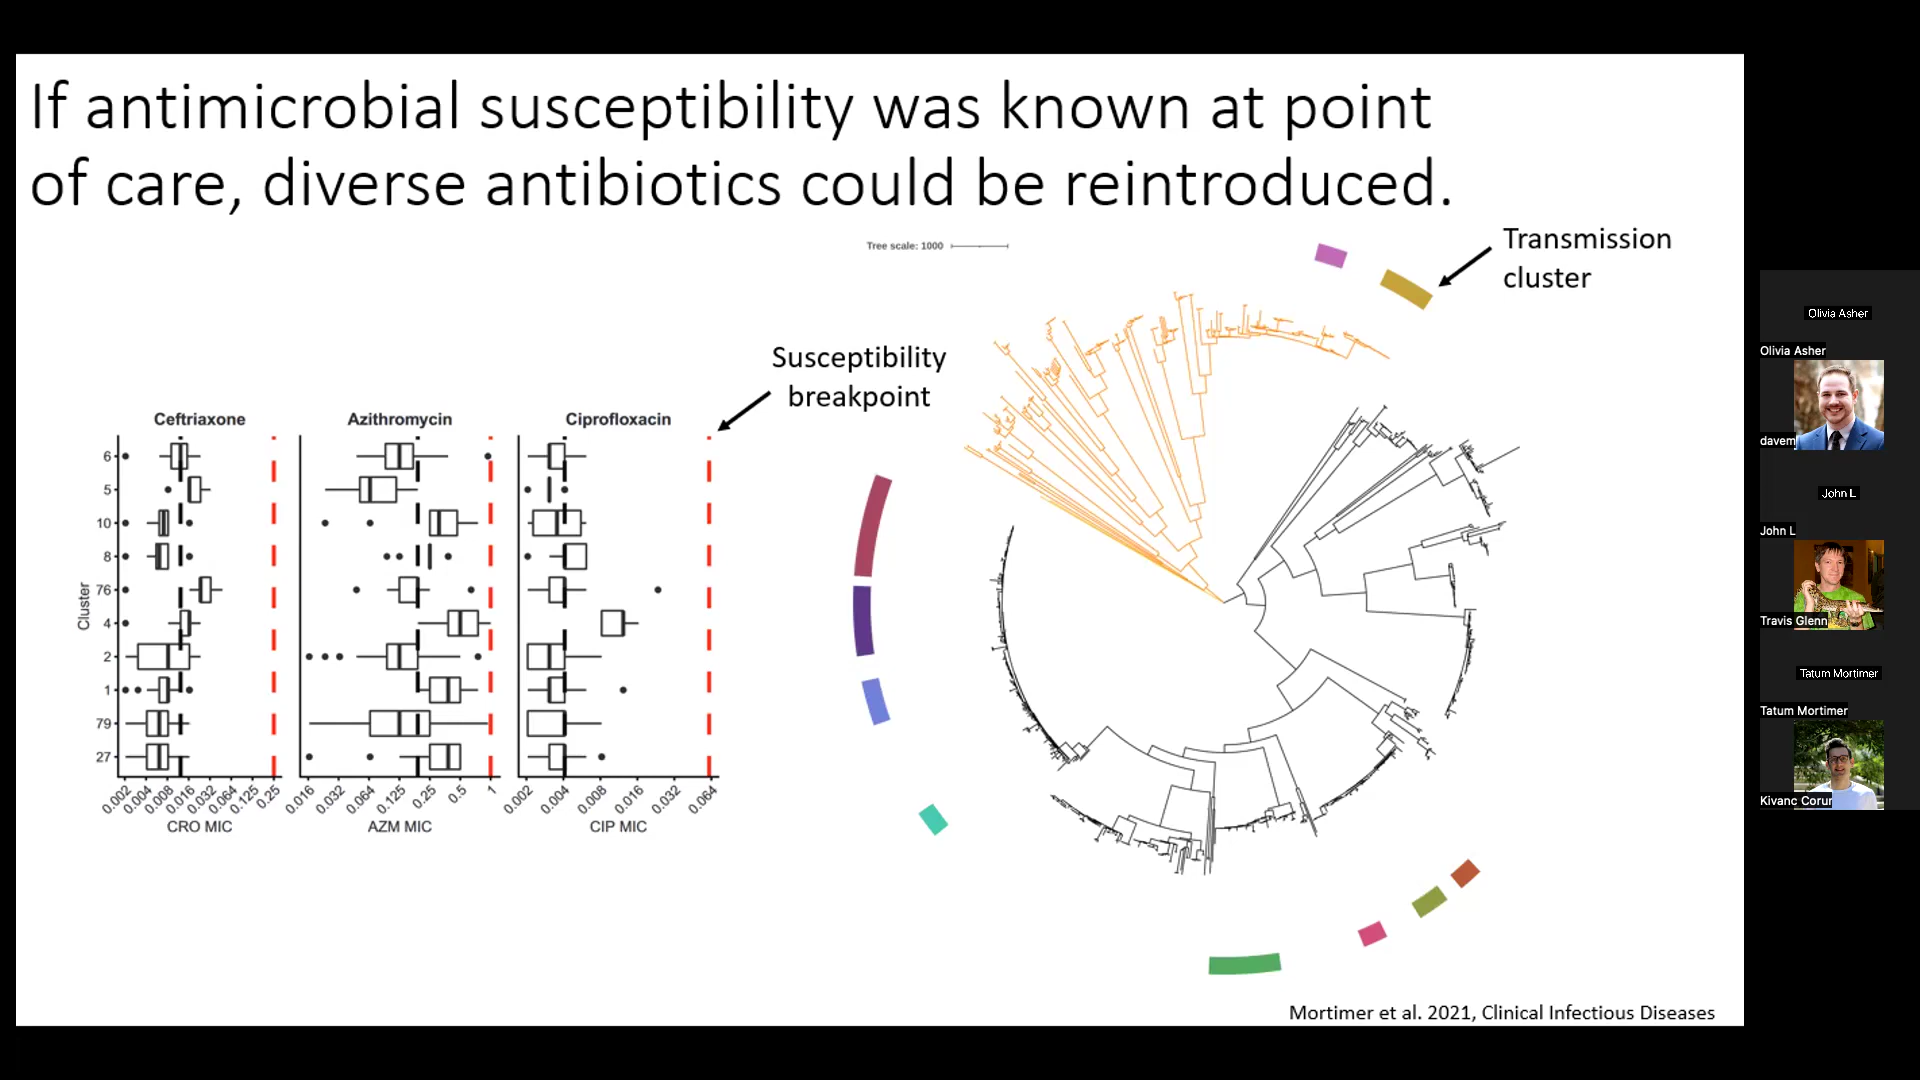 If antimicrobial susceptibility was known at point
of care, diverse antibiotics could be reintroduced.
Tree scale: 1000
Transmission
cluster
Susceptibility
breakpoint
Ceftriaxone
Azithromycin
Ciprofloxacin
Cluster
6
5
10
8
76
4
2
1
79
27
0.002
0.004
0.008
0.016
0.032
0.064
0.125
0.25
CRO MIC
0.016
0.032
0.064
0.125
0.25
0.5
1
AZM MIC
0.002
0.004
0.008
0.016
0.032
0.064
CIP MIC
Mortimer et al. 2021, Clinical Infectious Diseases
Olivia Asher
Olivia Asher
davem
John L
John L
Travis Glenn
Tatum Mortimer
Tatum Mortimer
Kivanc Corur